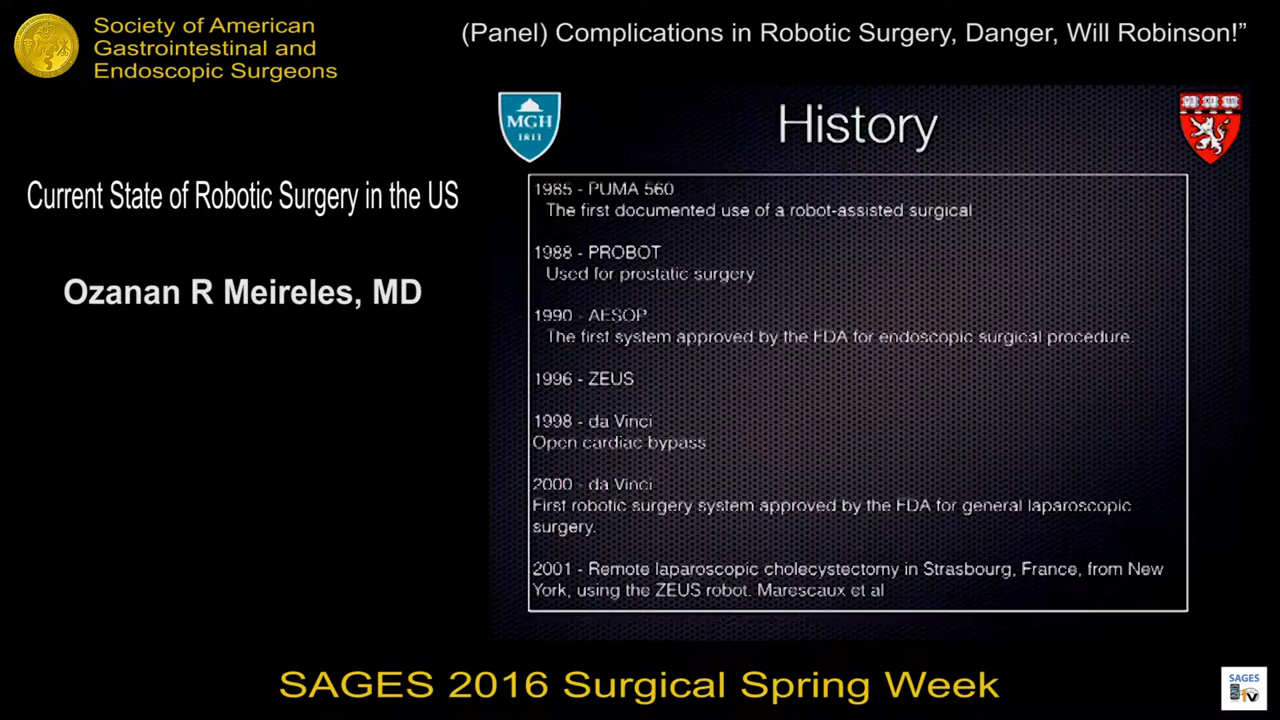 Society of American
Gastrointestinal and
Endoscopic Surgeons
(Panel) Complications in Robotic Surgery, Danger, Will Robinson!”
Current State of Robotic Surgery in the US
Ozanan R Meireles, MD
MGH
1811
History
1985 - PUMA 560
The first documented use of a robot-assisted surgical
1988 - PROBOT
Used for prostatic surgery
1990 - AESOP
The first system approved by the FDA for endoscopic surgical procedure.
1996 - ZEUS
1998 - da Vinci
Open cardiac bypass
2000 - da Vinci
First robotic surgery system approved by the FDA for general laparoscopic
surgery.
2001 - Remote laparoscopic cholecystectomy in Strasbourg, France, from New
York, using the ZEUS robot. Marescaux et al
SAGES 2016 Surgical Spring Week
SAGES
tv